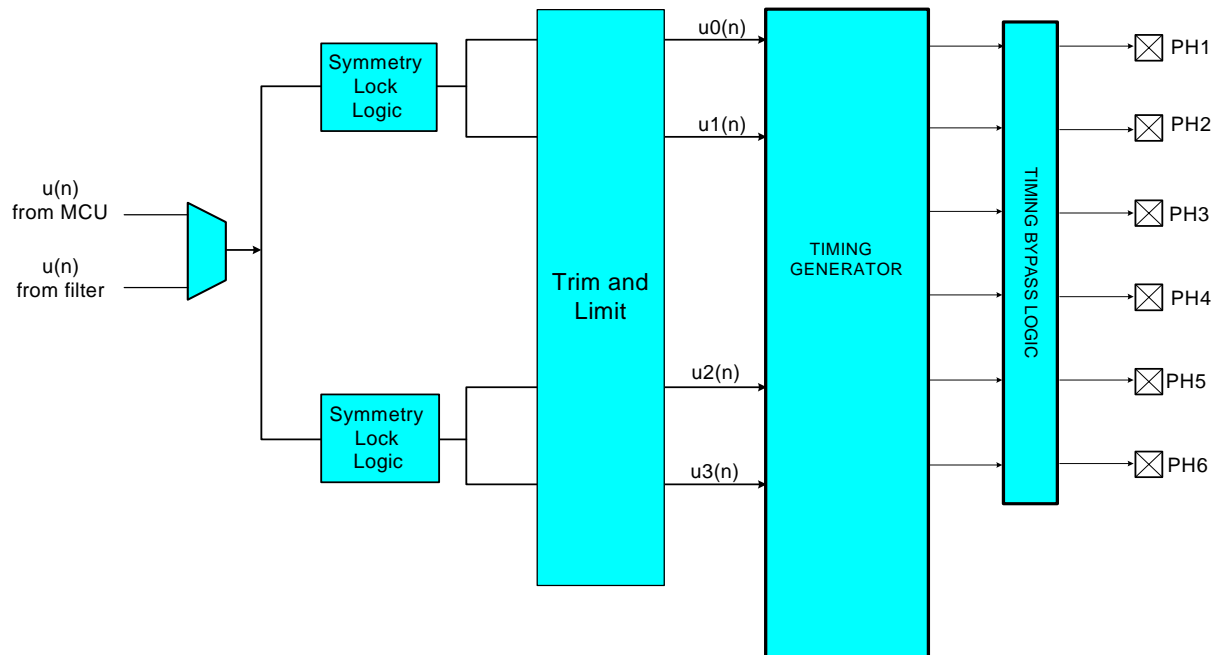 u(n)
from MCU
u(n)
from filter
Symmetry
Lock
Logic
Symmetry
Lock
Logic
Trim and
Limit
u0(n)
u1(n)
u2(n)
u3(n)
TIMING
GENERATOR
TIMING BYPASS LOGIC
PH1
PH2
PH3
PH4
PH5
PH6